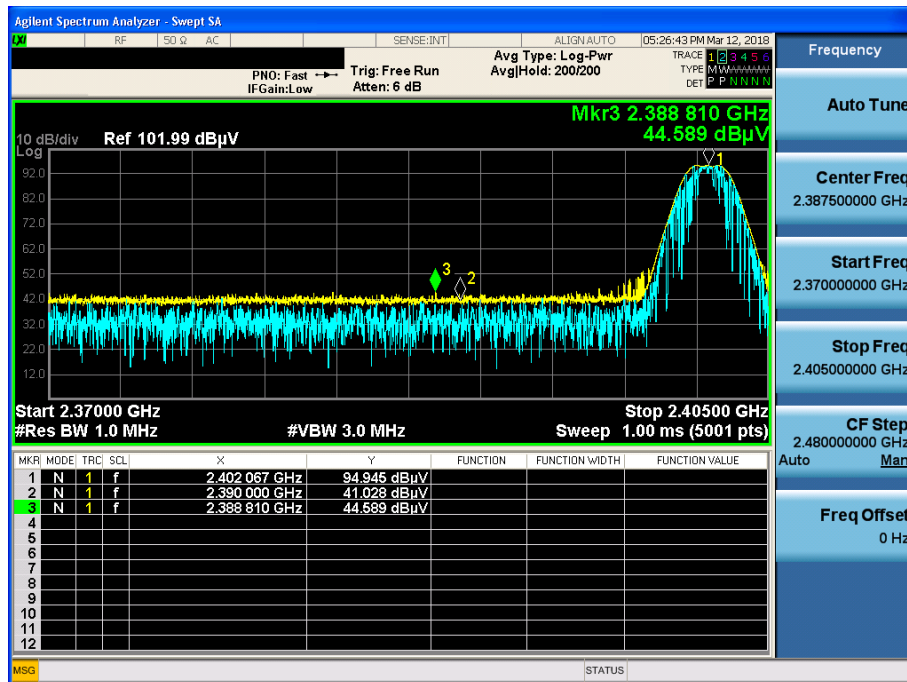 Agilent Spectrum Analyzer - Swept SA
LXI RF 50 Ω AC SENSE:INT ALIGN AUTO 05:26:43 PM Mar 12, 2018
Frequency
Avg Type: Log-Pwr TRACE 1 2 3 4 5 6
PNO: Fast Trig: Free Run Avg|Hold: 200/200 TYPE M W
IFGain:Low Atten: 6 dB DET P P N N N N
Auto Tune
Mkr3 2.388 810 GHz
44.589 dBµV
10 dB/div Ref 101.99 dBµV
Log
92.0
82.0
72.0
62.0
52.0
42.0
32.0
22.0
12.0
1
3
2
Center Freq
2.387500000 GHz
Start Freq
2.370000000 GHz
Stop Freq
2.405000000 GHz
Start 2.37000 GHz Stop 2.40500 GHz
#Res BW 1.0 MHz #VBW 3.0 MHz Sweep 1.00 ms (5001 pts)
CF Step
2.480000000 GHz
Auto Man
MKR MODE TRC SCL X Y FUNCTION FUNCTION WIDTH FUNCTION VALUE
1 N 1 f 2.402 067 GHz 94.945 dBµV
2 N 1 f 2.390 000 GHz 41.028 dBµV
3 N 1 f 2.388 810 GHz 44.589 dBµV
4
5
6
7
8
9
10
11
12
Freq Offset
0 Hz
MSG STATUS